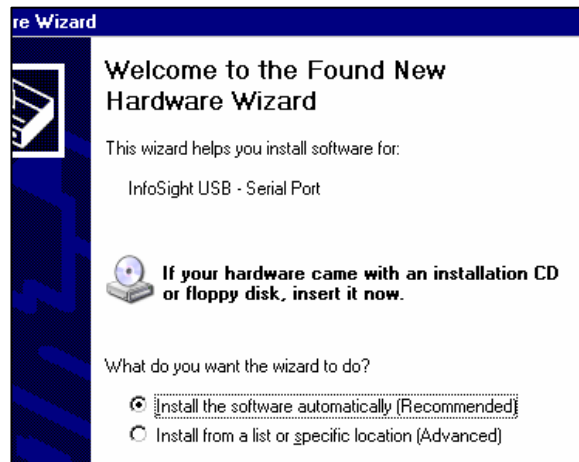 re Wizard
Welcome to the Found New
Hardware Wizard
This wizard helps you install software for:
InfoSight USB - Serial Port
If your hardware came with an installation CD
or floppy disk, insert it now.
What do you want the wizard to do?
Install the software automatically (Recommended)
Install from a list or specific location (Advanced)